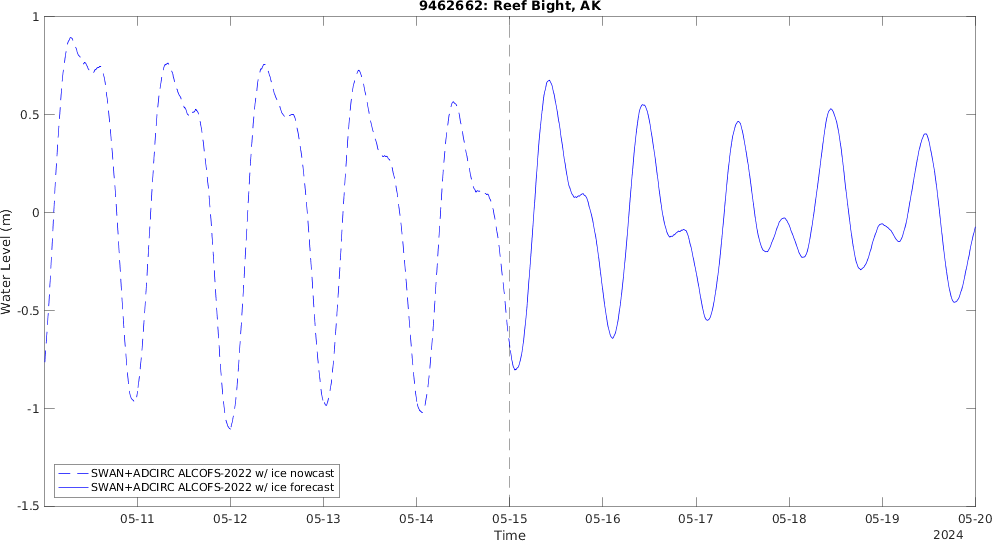 9462662: Reef Bight, AK
1
0.5
0
-0.5
-1
-1.5
Water Level (m)
SWAN+ADCIRC ALCOFS-2022 w/ ice nowcast
SWAN+ADCIRC ALCOFS-2022 w/ ice forecast
05-11 05-12 05-13 05-14 05-15 05-16 05-17 05-18 05-19 05-20
Time
2024